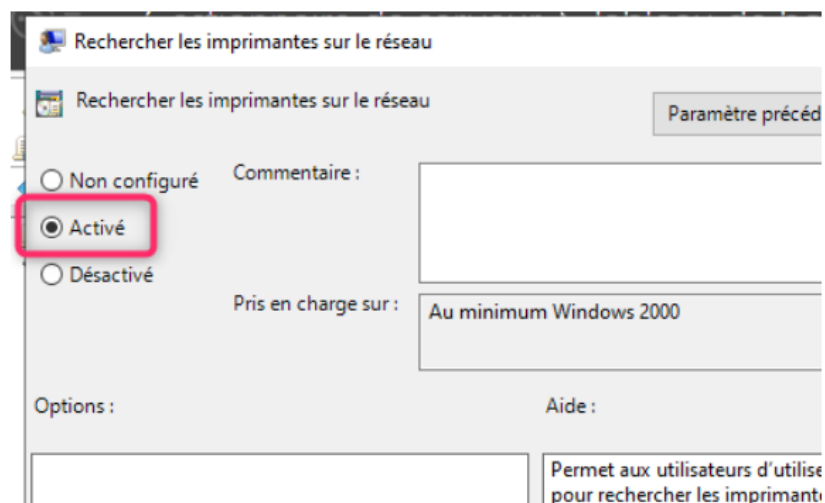 Rechercher les imprimantes sur le réseau
Rechercher les imprimantes sur le réseau
Paramètre précéd
Non configuré
Commentaire :
Activé
Désactivé
Pris en charge sur :
Au minimum Windows 2000
Options :
Aide :
Permet aux utilisateurs d'utilise
pour rechercher les imprimante